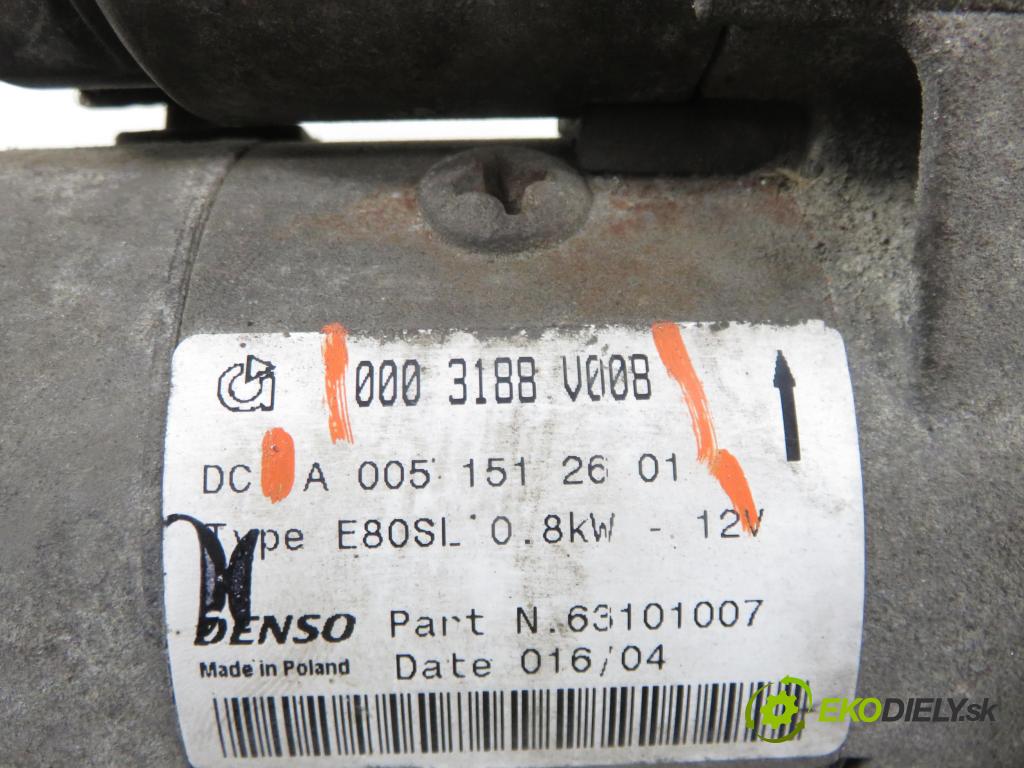 000 3188 V008
DC A 005 151 26 01
Type E80SL 0.8kW - 12V
DENSO Part N.63101007
Made in Poland Date 016/04
EKODIELY.sk